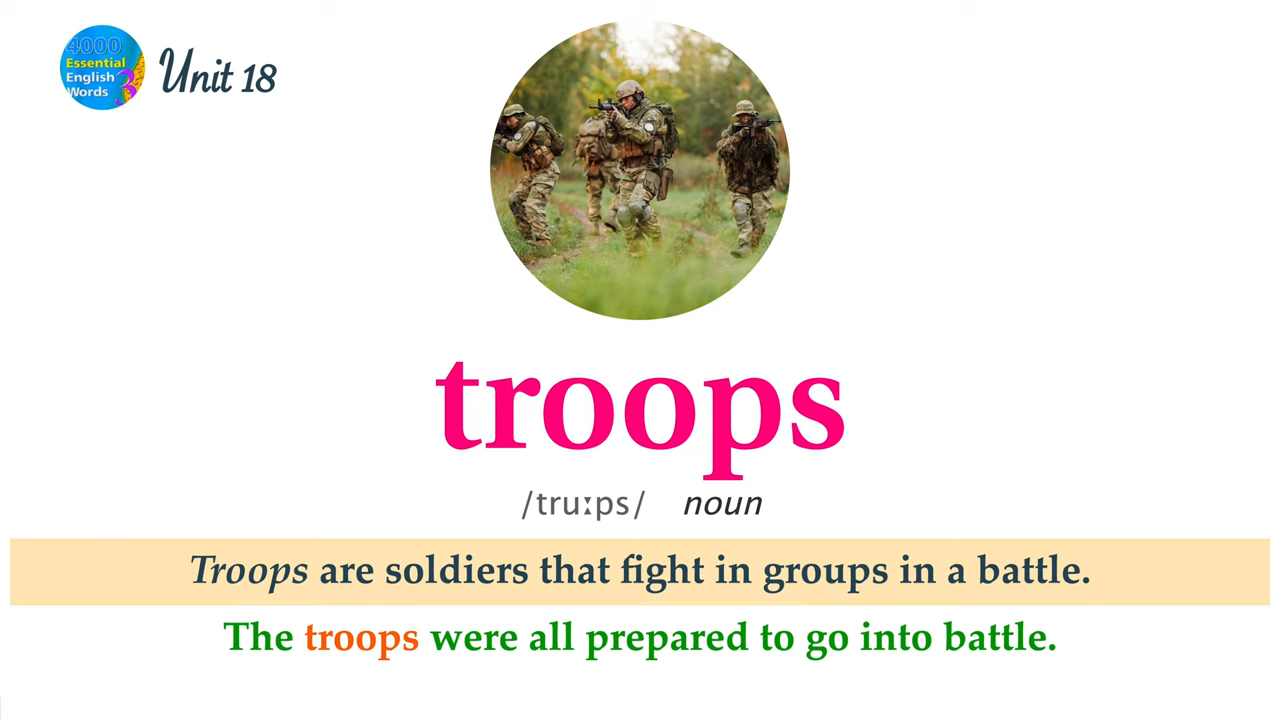 4000
Essential
English
Words 3
Unit 18
troops
/truːps/ noun
Troops are soldiers that fight in groups in a battle.
The troops were all prepared to go into battle.